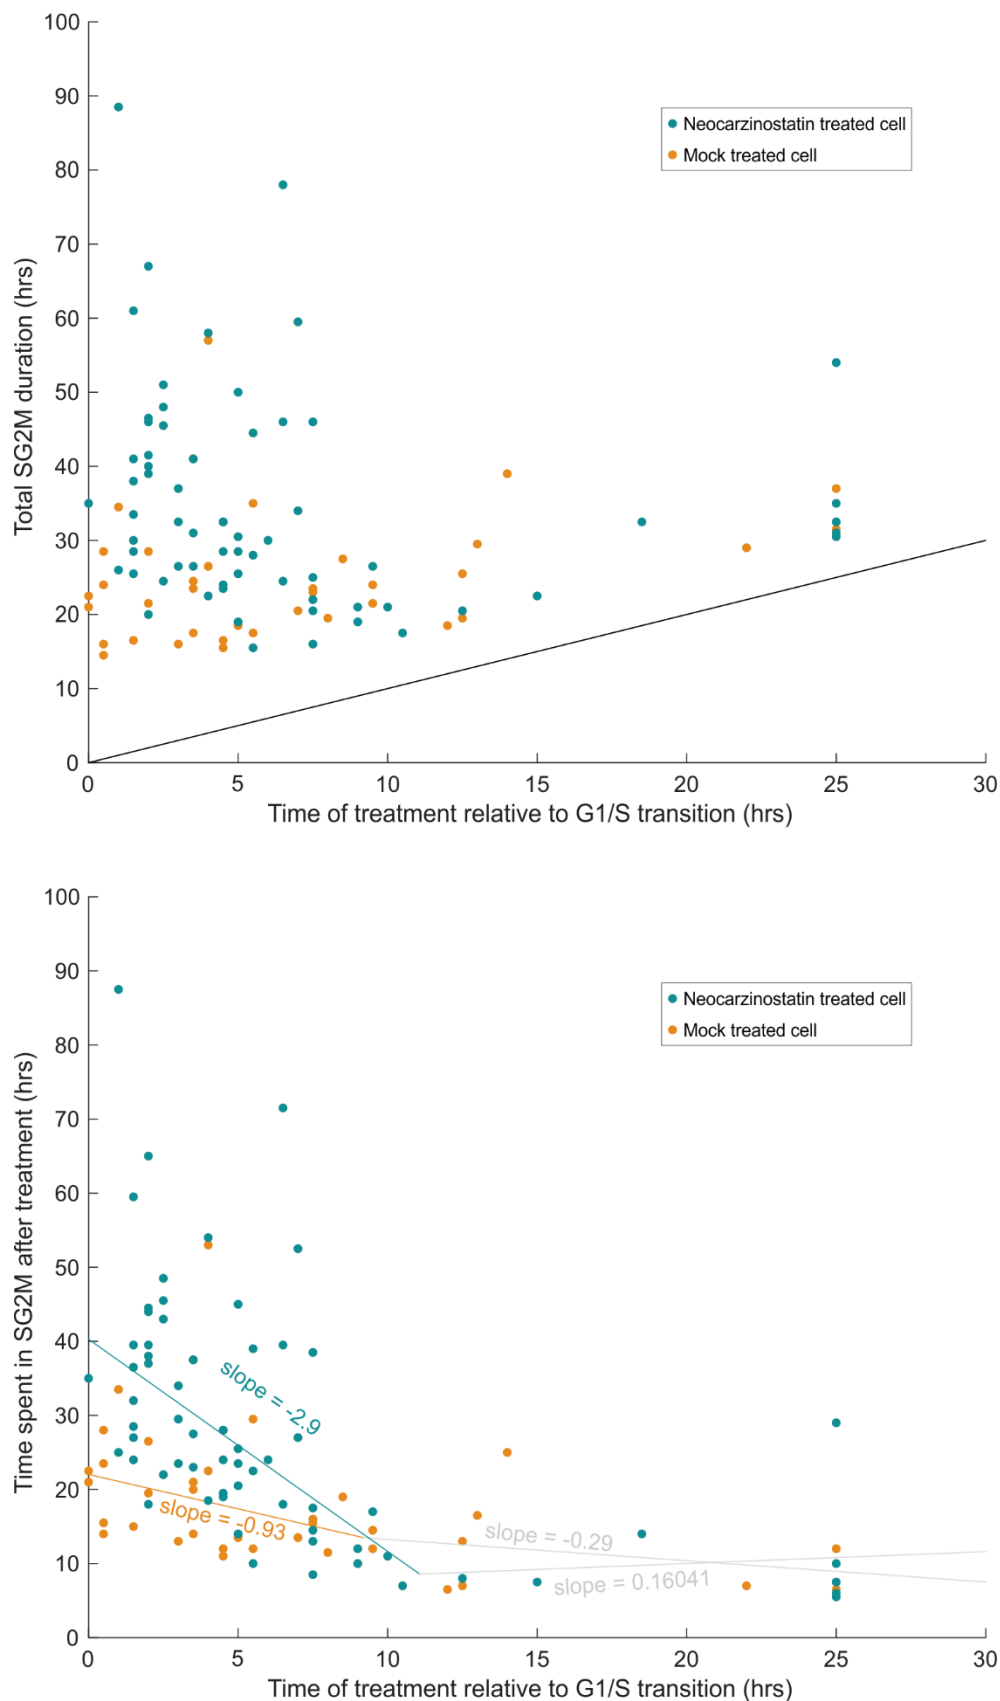 100
90
80
70
60
50
40
30
20
10
0
Total SG2M duration (hrs)
Neocarzinostatin treated cell
Mock treated cell
0 5 10 15 20 25 30
Time of treatment relative to G1/S transition (hrs)
100
90
80
70
60
50
40
30
20
10
0
Time spent in SG2M after treatment (hrs)
Neocarzinostatin treated cell
Mock treated cell
slope = -2.9
slope = -0.93
slope = -0.29
slope = 0.16041
0 5 10 15 20 25 30
Time of treatment relative to G1/S transition (hrs)